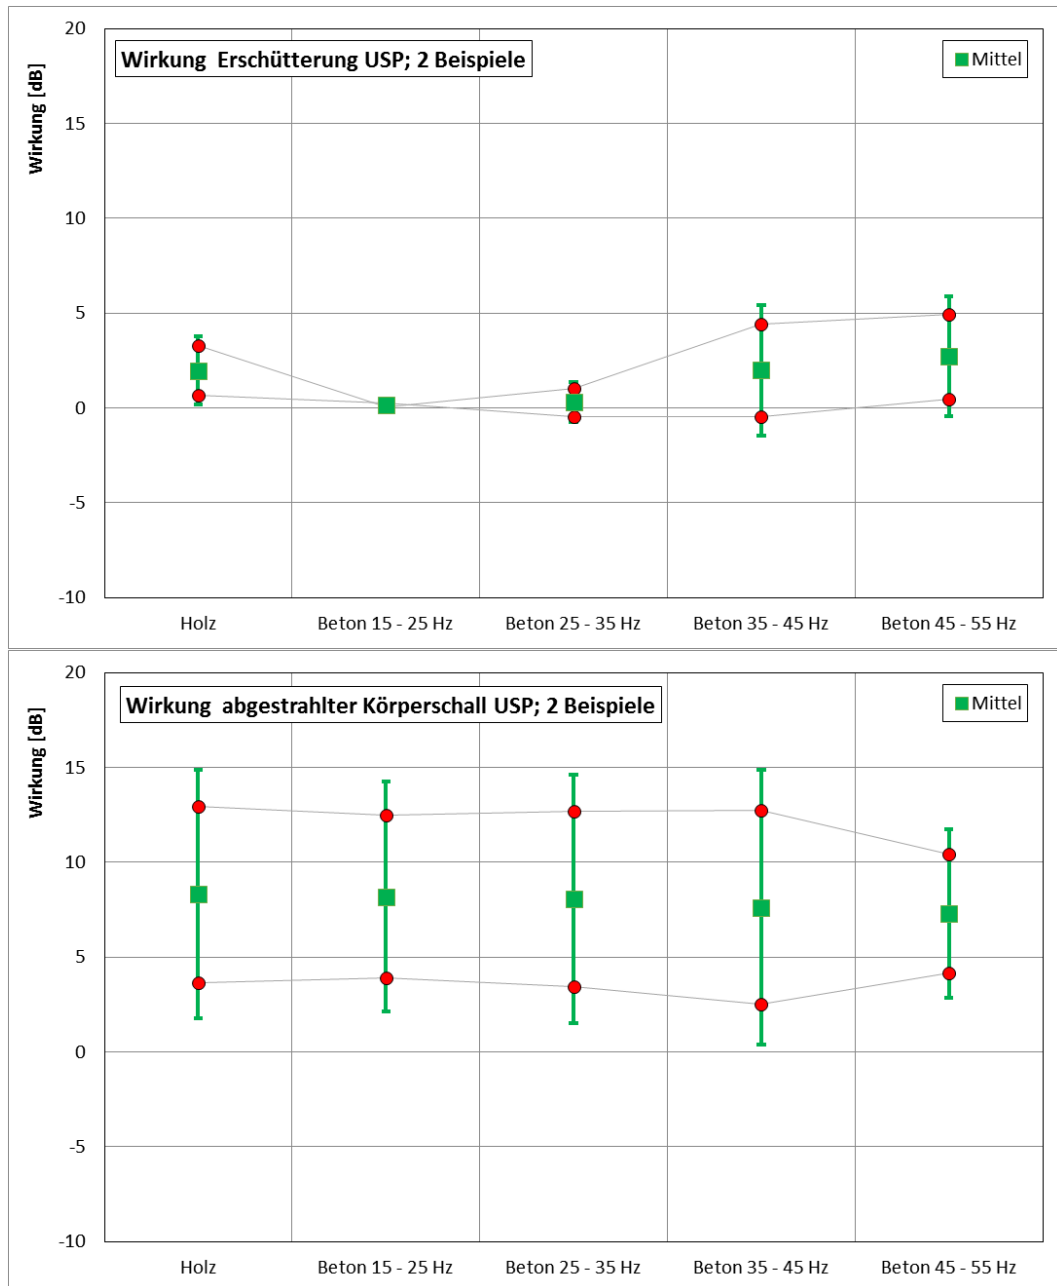 Wirkung Erschütterung USP; 2 Beispiele
Mittel
Wirkung [dB]
20
15
10
5
0
-5
-10
Holz
Beton 15 - 25 Hz
Beton 25 - 35 Hz
Beton 35 - 45 Hz
Beton 45 - 55 Hz
Wirkung abgestrahlter Körperschall USP; 2 Beispiele
Mittel
Wirkung [dB]
20
15
10
5
0
-5
-10
Holz
Beton 15 - 25 Hz
Beton 25 - 35 Hz
Beton 35 - 45 Hz
Beton 45 - 55 Hz